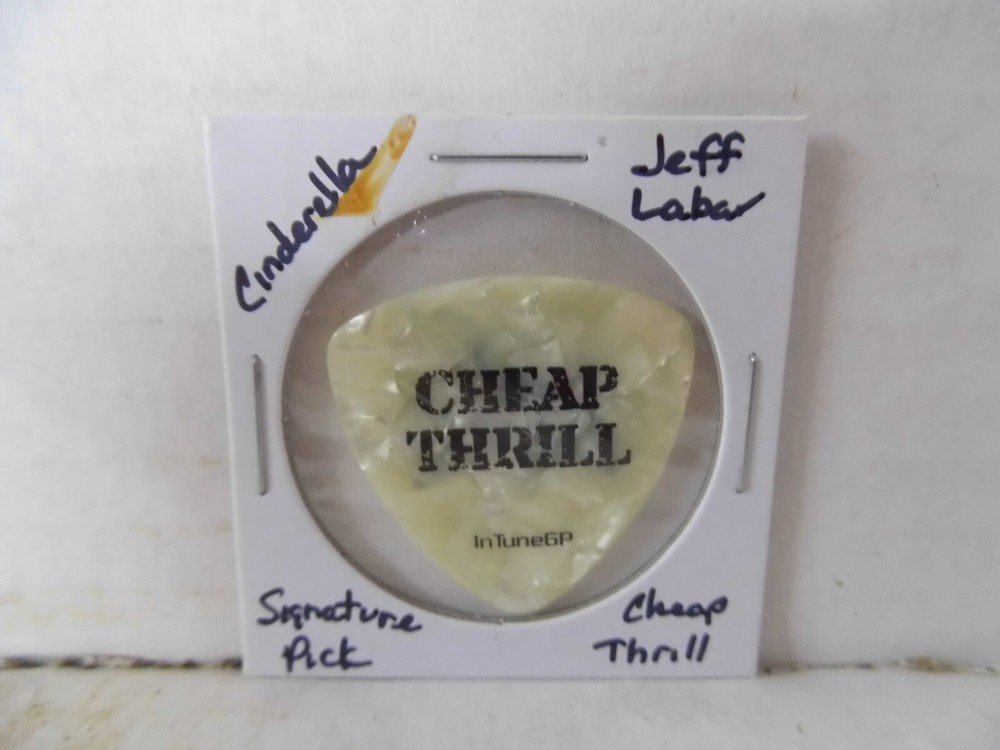 Cinderella
Jeff
Labar
CHEAP
THRILL
InTuneGP
Signature
Pick
Cheap
Thrill